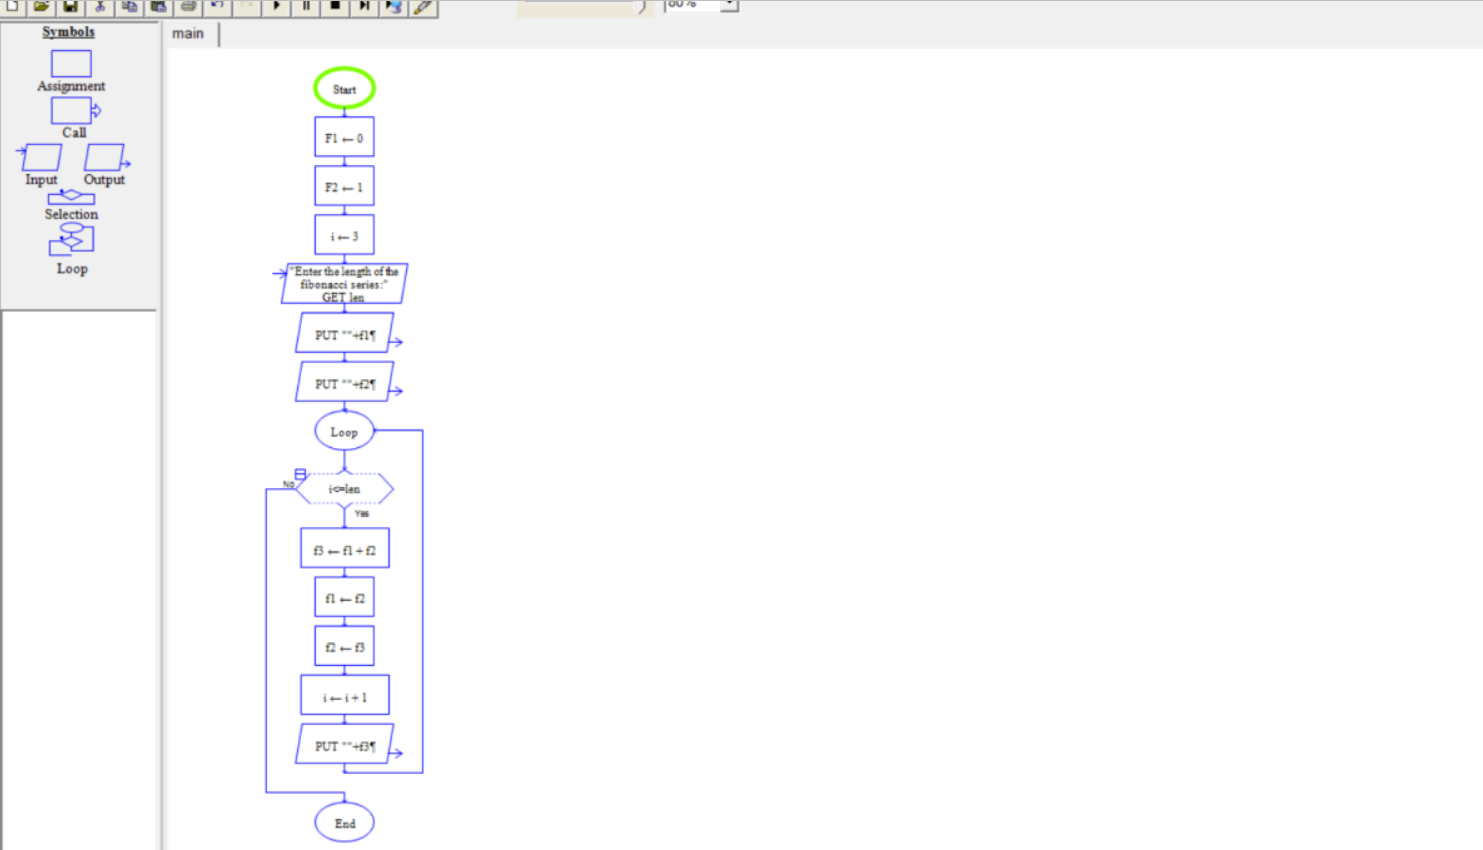 80%
Symbols
main
Assignment
Call
Input
Output
Selection
Loop
Start
F1 ← 0
F2 ← 1
i ← 3
"Enter the length of the
fibonacci series:"
GET len
PUT ""+f1¶
PUT ""+f2¶
Loop
No
i<=len
Yes
f3 ← f1 + f2
f1 ← f2
f2 ← f3
i ← i + 1
PUT ""+f3¶
End